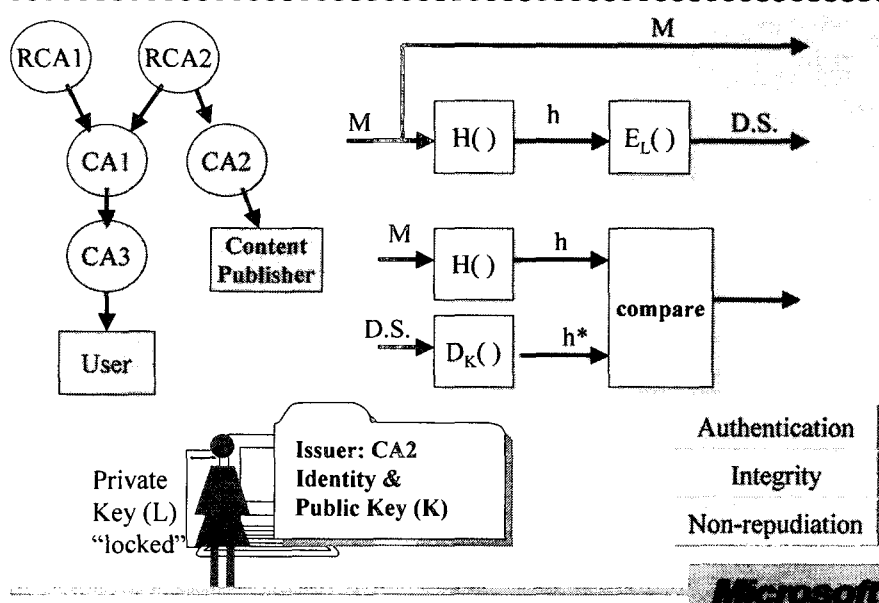 RCA1
RCA2
CA1
CA2
CA3
Content
Publisher
User
M
M
H( )
h
E_L( )
D.S.
M
H( )
h
D.S.
D_K( )
h*
compare
Private
Key (L)
“locked”
Issuer: CA2
Identity &
Public Key (K)
Authentication
Integrity
Non-repudiation
Microsoft